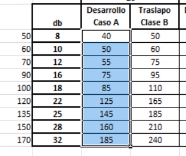 Desarrollo Traslapo
db Caso A Clase B
50 8 40 50
60 10 50 60
70 12 55 75
90 16 75 95
100 18 85 110
120 22 125 165
135 25 145 185
150 28 160 210
170 32 185 240